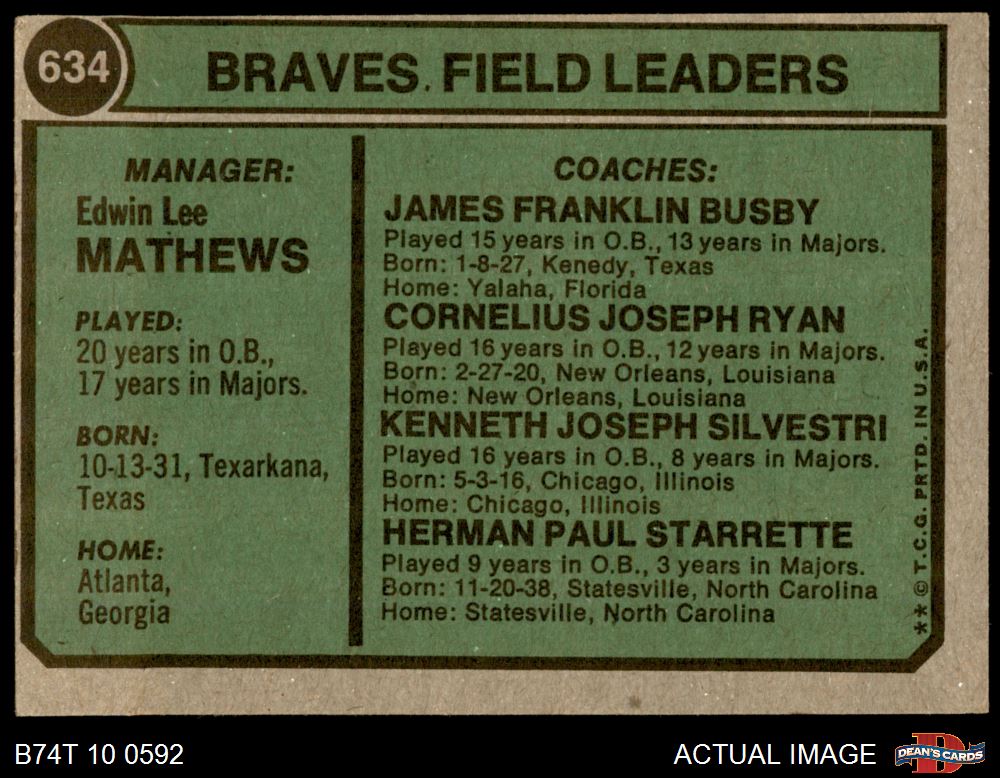 634
BRAVES FIELD LEADERS
MANAGER:
Edwin Lee
MATHEWS
PLAYED:
20 years in O.B.,
17 years in Majors.
BORN:
10-13-31, Texarkana,
Texas
HOME:
Atlanta,
Georgia
COACHES:
JAMES FRANKLIN BUSBY
Played 15 years in O.B., 13 years in Majors.
Born: 1-8-27, Kenedy, Texas
Home: Yalaha, Florida
CORNELIUS JOSEPH RYAN
Played 16 years in O.B., 12 years in Majors.
Born: 2-27-20, New Orleans, Louisiana
Home: New Orleans, Louisiana
KENNETH JOSEPH SILVESTRI
Played 16 years in O.B., 8 years in Majors.
Born: 5-3-16, Chicago, Illinois
Home: Chicago, Illinois
HERMAN PAUL STARRETTE
Played 9 years in O.B., 3 years in Majors.
Born: 11-20-38, Statesville, North Carolina
Home: Statesville, North Carolina
** © T.C.G. PRTD. IN U.S.A.
B74T 10 0592
ACTUAL IMAGE
D
DEAN'S CARDS